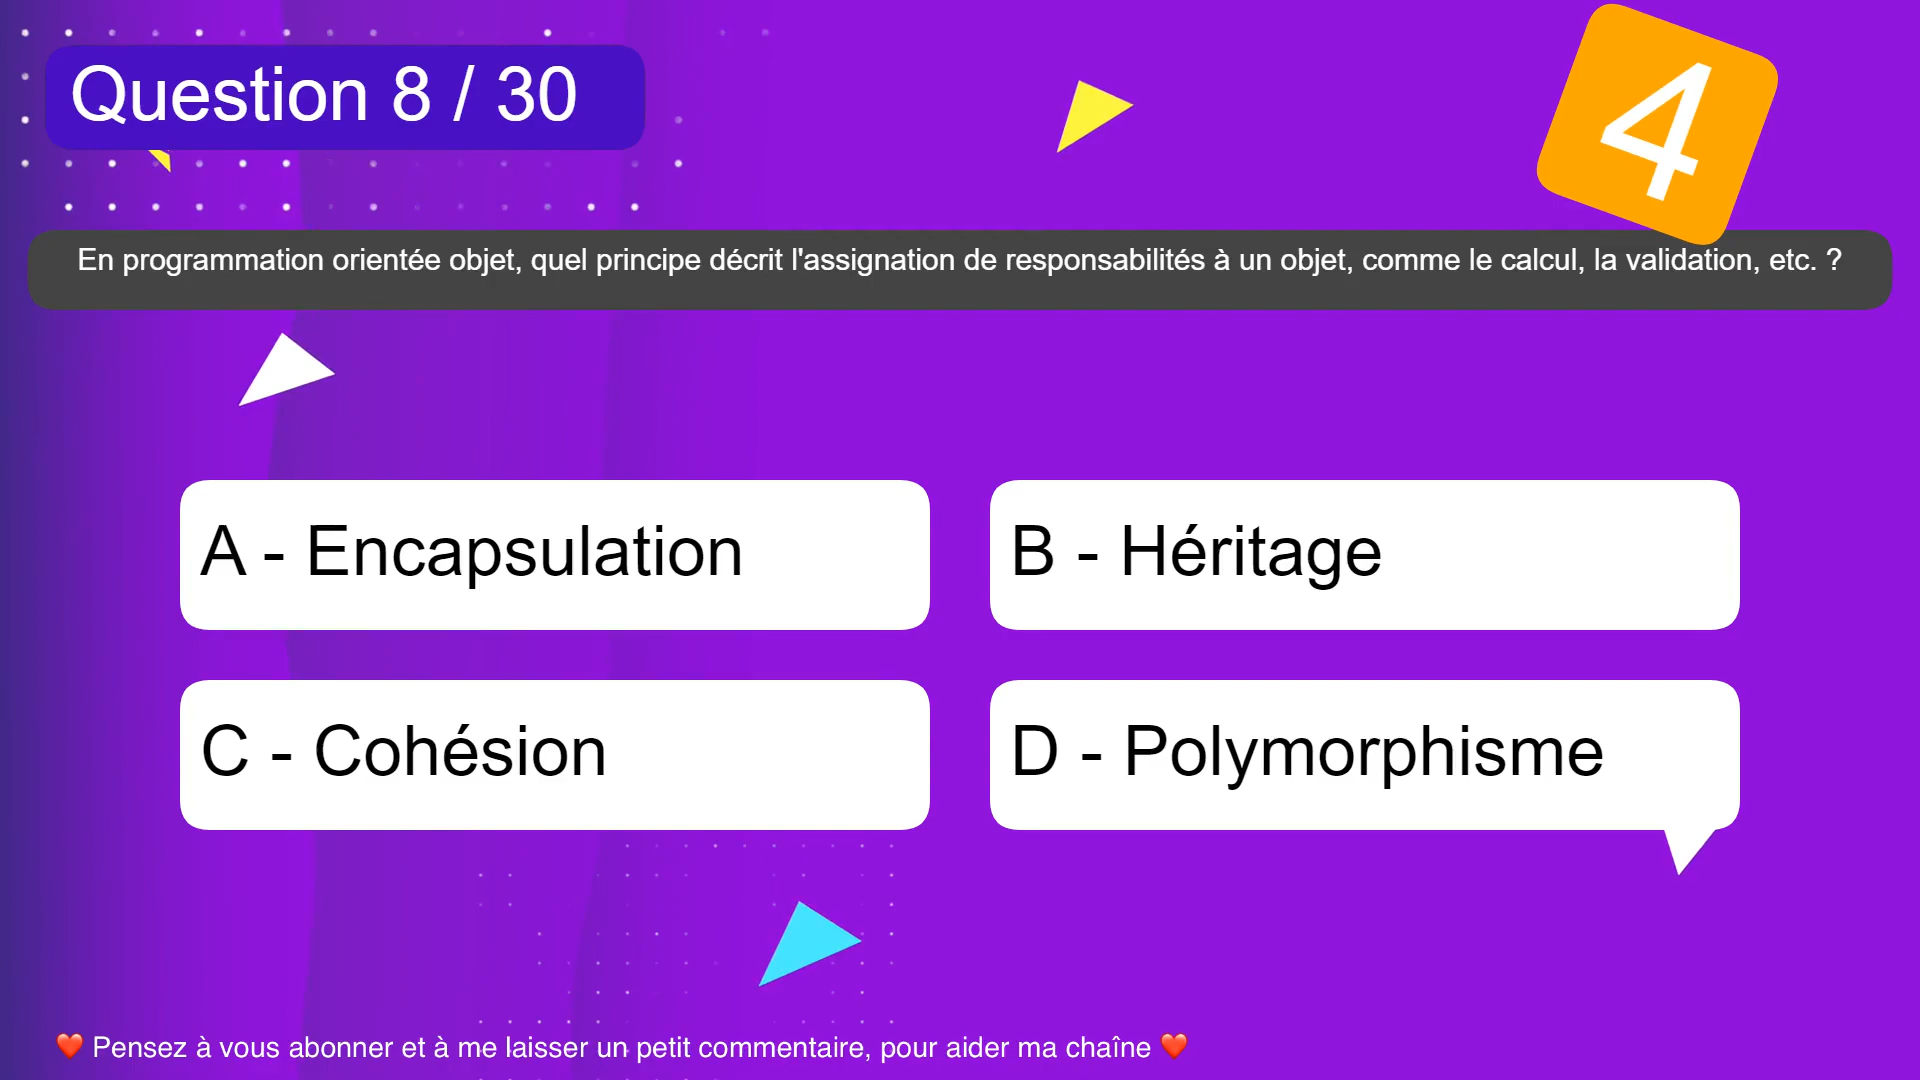 Question 8 / 30
4
En programmation orientée objet, quel principe décrit l'assignation de responsabilités à un objet, comme le calcul, la validation, etc. ?
A - Encapsulation
B - Héritage
C - Cohésion
D - Polymorphisme
❤️ Pensez à vous abonner et à me laisser un petit commentaire, pour aider ma chaîne ❤️